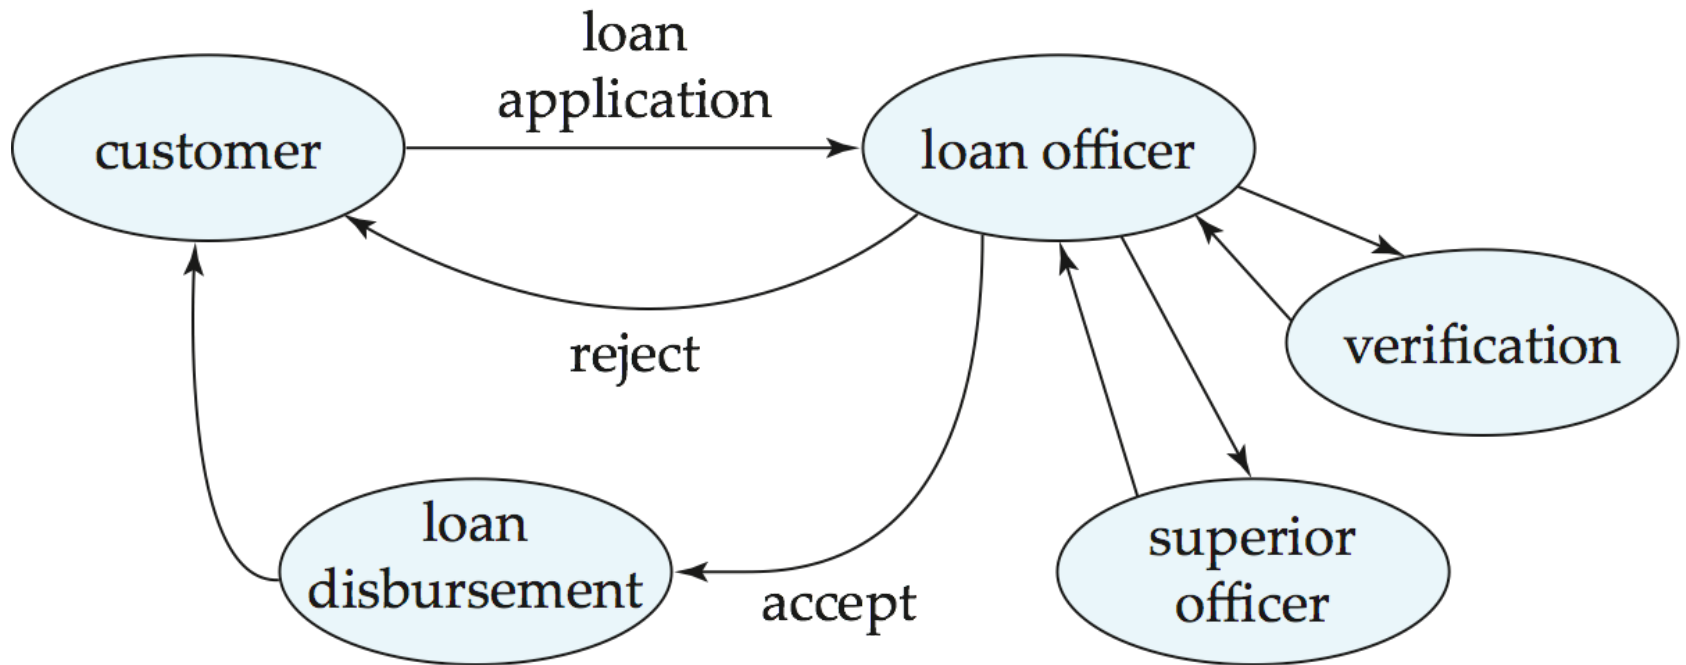 loan
application
customer
loan officer
verification
reject
loan
disbursement
accept
superior
officer